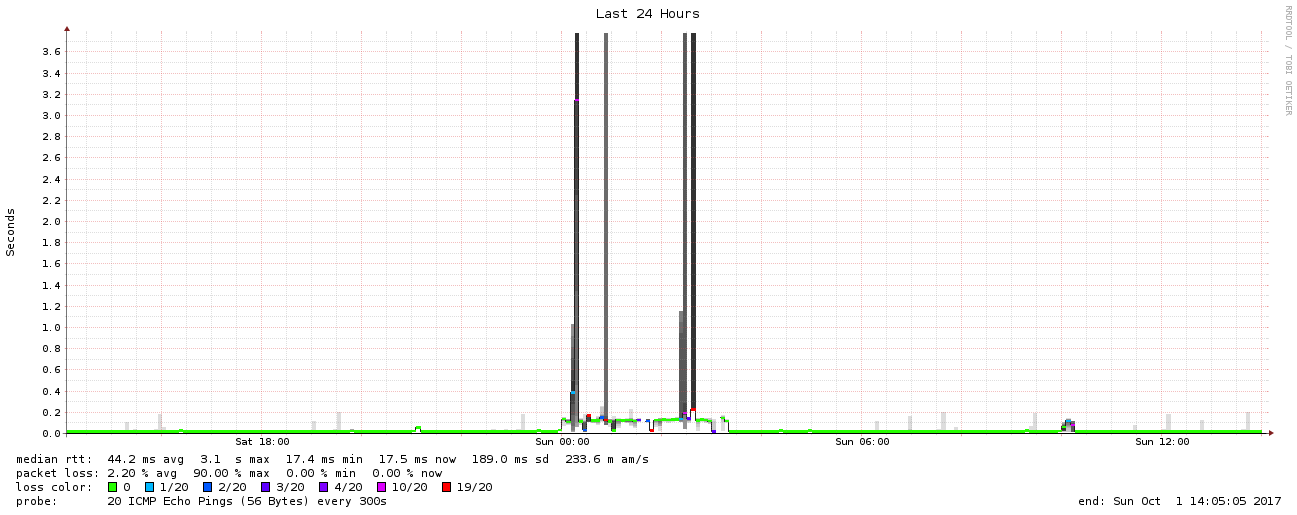 Last 24 Hours
RRDTOOL / TOBI OETIKER
Seconds
3.6
3.4
3.2
3.0
2.8
2.6
2.4
2.2
2.0
1.8
1.6
1.4
1.2
1.0
0.8
0.6
0.4
0.2
0.0
Sat 18:00 Sun 00:00 Sun 06:00 Sun 12:00
median rtt: 44.2 ms avg 3.1 s max 17.4 ms min 17.5 ms now 189.0 ms sd 233.6 m am/s
packet loss: 2.20 % avg 90.00 % max 0.00 % min 0.00 % now
loss color: 0 1/20 2/20 3/20 4/20 10/20 19/20
probe: 20 ICMP Echo Pings (56 Bytes) every 300s end: Sun Oct 1 14:05:05 2017